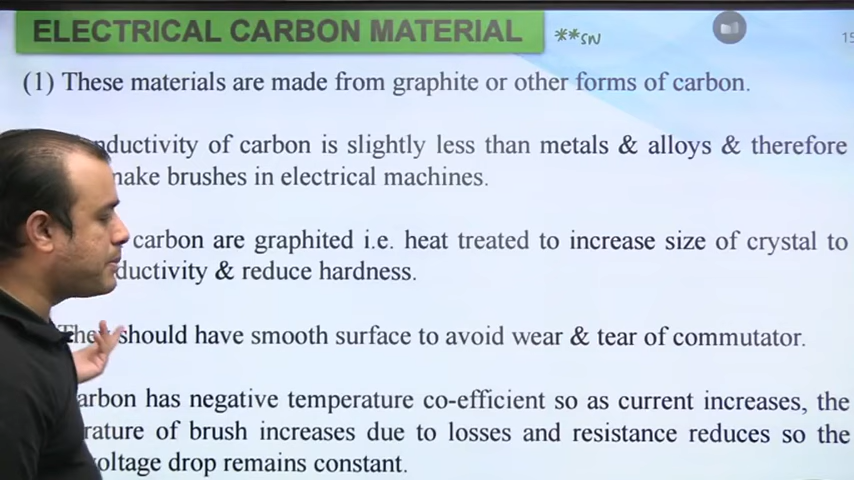 ELECTRICAL CARBON MATERIAL **SN 15
(1) These materials are made from graphite or other forms of carbon.
nductivity of carbon is slightly less than metals & alloys & therefore
make brushes in electrical machines.
carbon are graphited i.e. heat treated to increase size of crystal to
ductivity & reduce hardness.
They should have smooth surface to avoid wear & tear of commutator.
arbon has negative temperature co-efficient so as current increases, the
rature of brush increases due to losses and resistance reduces so the
oltage drop remains constant.